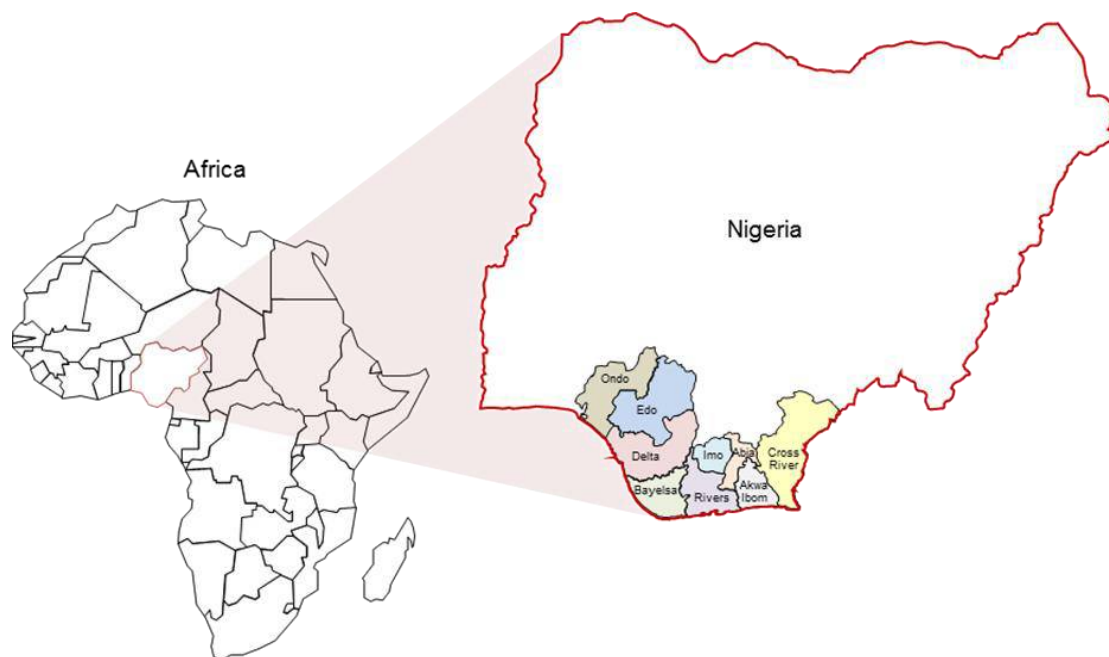 Africa
Nigeria
Ondo
Edo
Delta
Imo
Abia
Cross
River
Bayelsa
Rivers
Akwa
Ibom